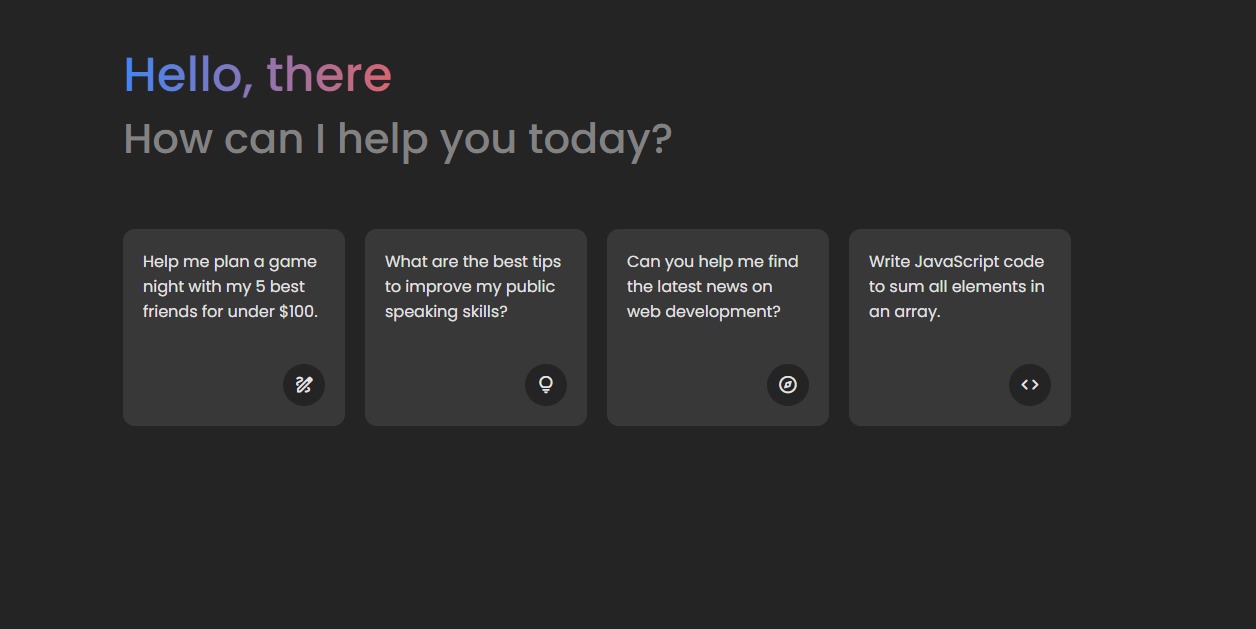 Hello, there
How can I help you today?
Help me plan a game
night with my 5 best
friends for under $100.
What are the best tips
to improve my public
speaking skills?
Can you help me find
the latest news on
web development?
Write JavaScript code
to sum all elements in
an array.